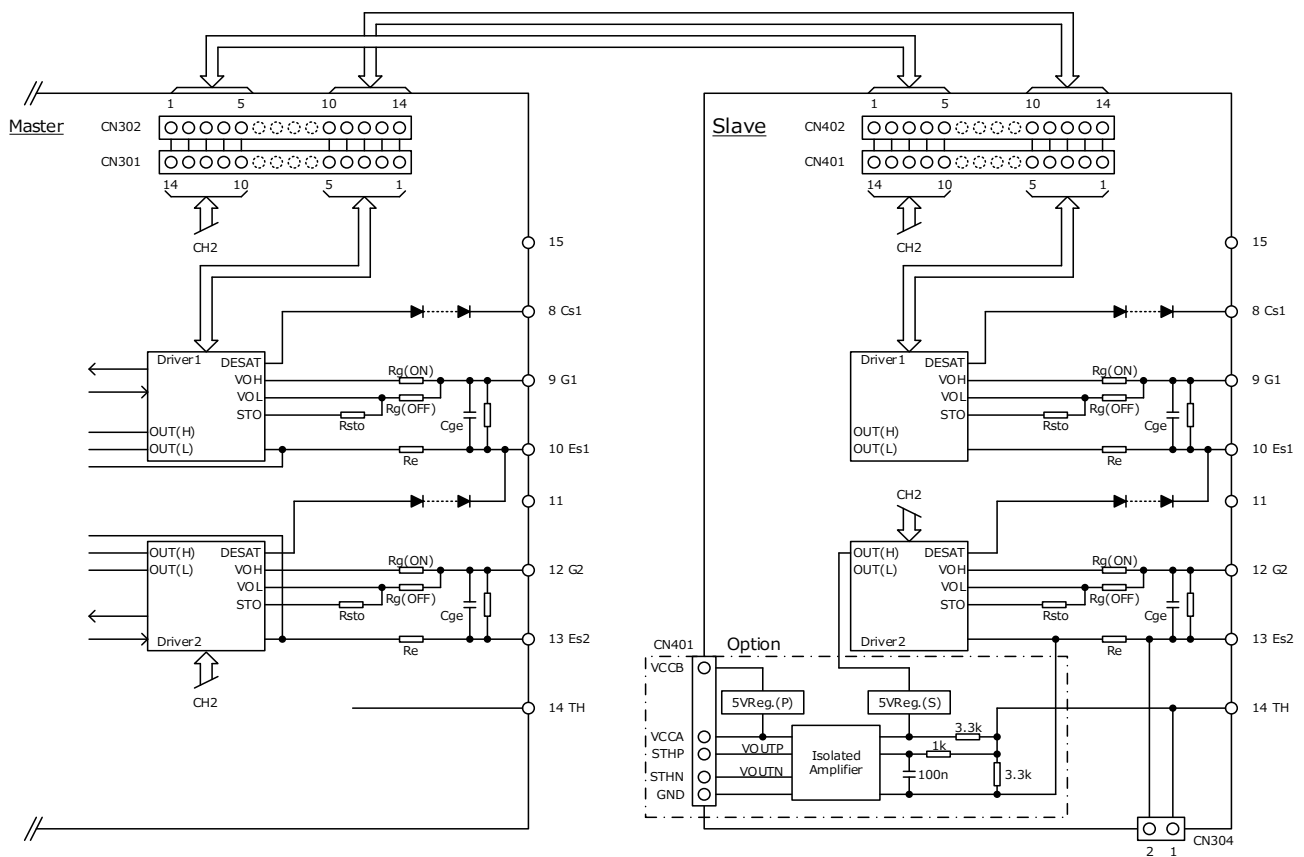 1 5 10 14
Master
CN302
CN301
14 10 5 1
CH2
15
8 Cs1
Driver1
DESAT
VOH
VOL
STO
OUT(H)
OUT(L)
Rg(ON)
Rg(OFF)
Rsto
Cge
Re
9 G1
10 Es1
11
OUT(H)
OUT(L)
DESAT
VOH
VOL
STO
Driver2
Rg(ON)
Rg(OFF)
Rsto
Cge
Re
12 G2
13 Es2
CH2
14 TH
1 5 10 14
Slave
CN402
CN401
14 10 5 1
CH2
15
8 Cs1
Driver1
DESAT
VOH
VOL
STO
OUT(H)
OUT(L)
Rg(ON)
Rg(OFF)
Rsto
Cge
Re
9 G1
10 Es1
11
CH2
OUT(H)
OUT(L)
DESAT
VOH
VOL
STO
Driver2
Rg(ON)
Rg(OFF)
Rsto
Cge
Re
12 G2
13 Es2
CN401
Option
VCCB
5VReg.(P)
5VReg.(S)
14 TH
VCCA
STHP
STHN
GND
VOUTP
VOUTN
Isolated
Amplifier
3.3k
1k
100n
3.3k
CN304
2 1